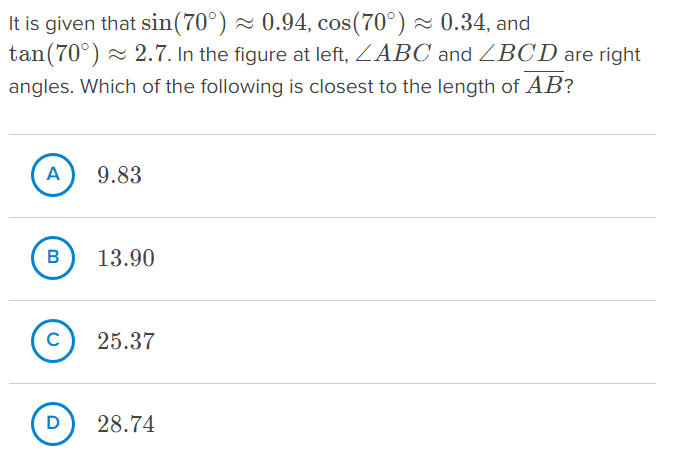 It is given that sin(70°) ≈ 0.94, cos(70°) ≈ 0.34, and
tan(70°) ≈ 2.7. In the figure at left, ∠ABC and ∠BCD are right
angles. Which of the following is closest to the length of A̅B̅?
A 9.83
B 13.90
C 25.37
D 28.74